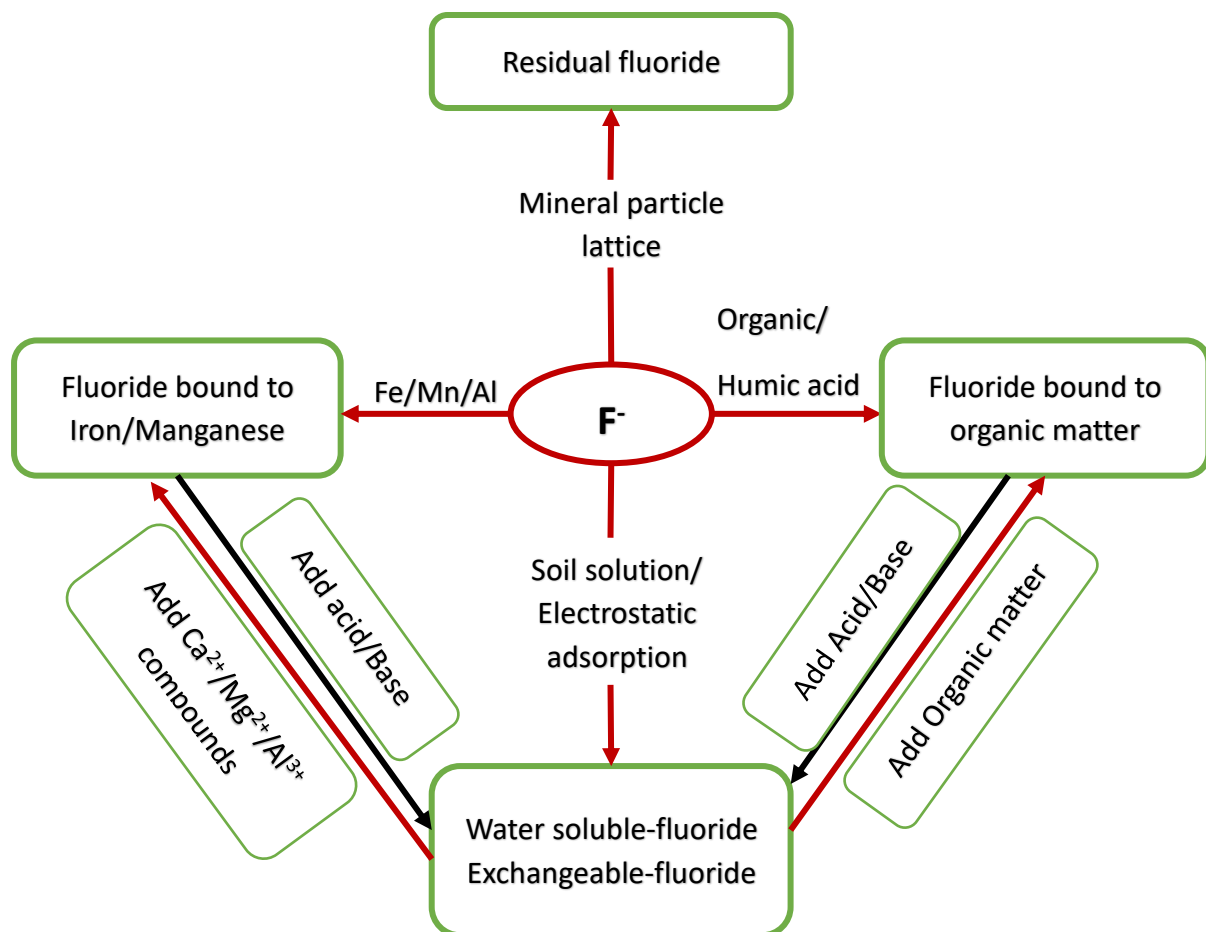 Residual fluoride
Mineral particle
lattice
Organic/
Humic acid
Fluoride bound to
Iron/Manganese
Fe/Mn/Al
F⁻
Fluoride bound to
organic matter
Add Ca²⁺/Mg²⁺/Al³⁺
compounds
Add acid/Base
Soil solution/
Electrostatic
adsorption
Add Acid/Base
Add Organic matter
Water soluble-fluoride
Exchangeable-fluoride